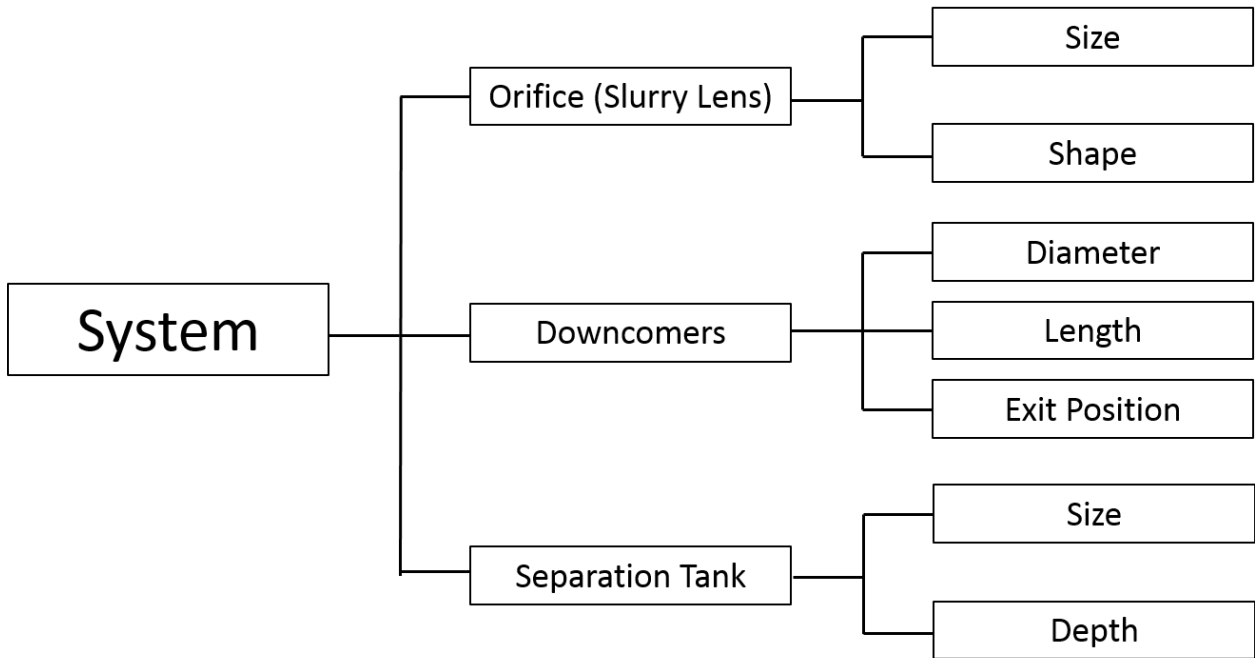 System
Orifice (Slurry Lens)
Size
Shape
Downcomers
Diameter
Length
Exit Position
Separation Tank
Size
Depth